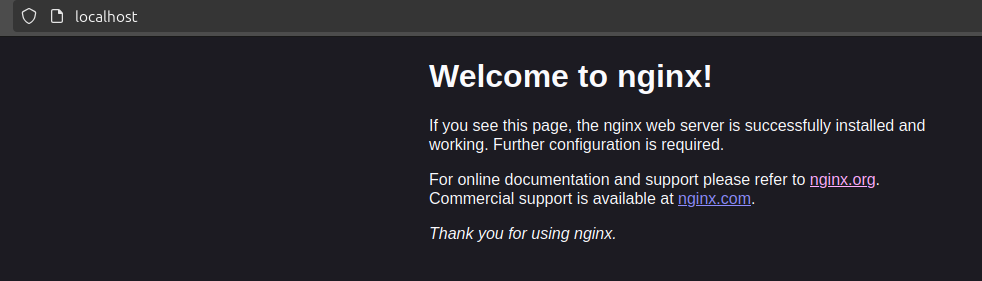 localhost
Welcome to nginx!
If you see this page, the nginx web server is successfully installed and
working. Further configuration is required.
For online documentation and support please refer to nginx.org.
Commercial support is available at nginx.com.
Thank you for using nginx.